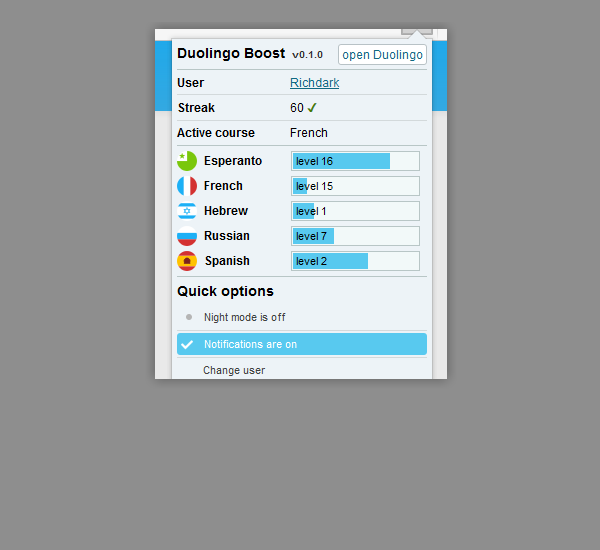 Duolingo Boost v0.1.0 open Duolingo
User Richdark
Streak 60
Active course French
Esperanto level 16
French level 15
Hebrew level 1
Russian level 7
Spanish level 2
Quick options
Night mode is off
Notifications are on
Change user